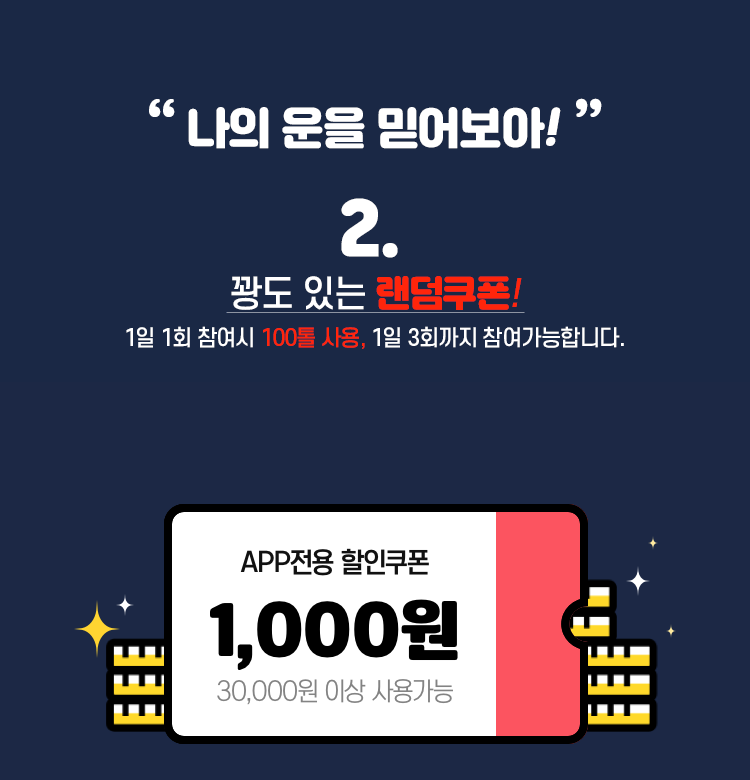 “ 나의 운을 믿어보아! ”
2.
꽝도 있는 랜덤쿠폰!
1일 1회 참여시 100톨 사용, 1일 3회까지 참여가능합니다.
APP전용 할인쿠폰
1,000원
30,000원 이상 사용가능